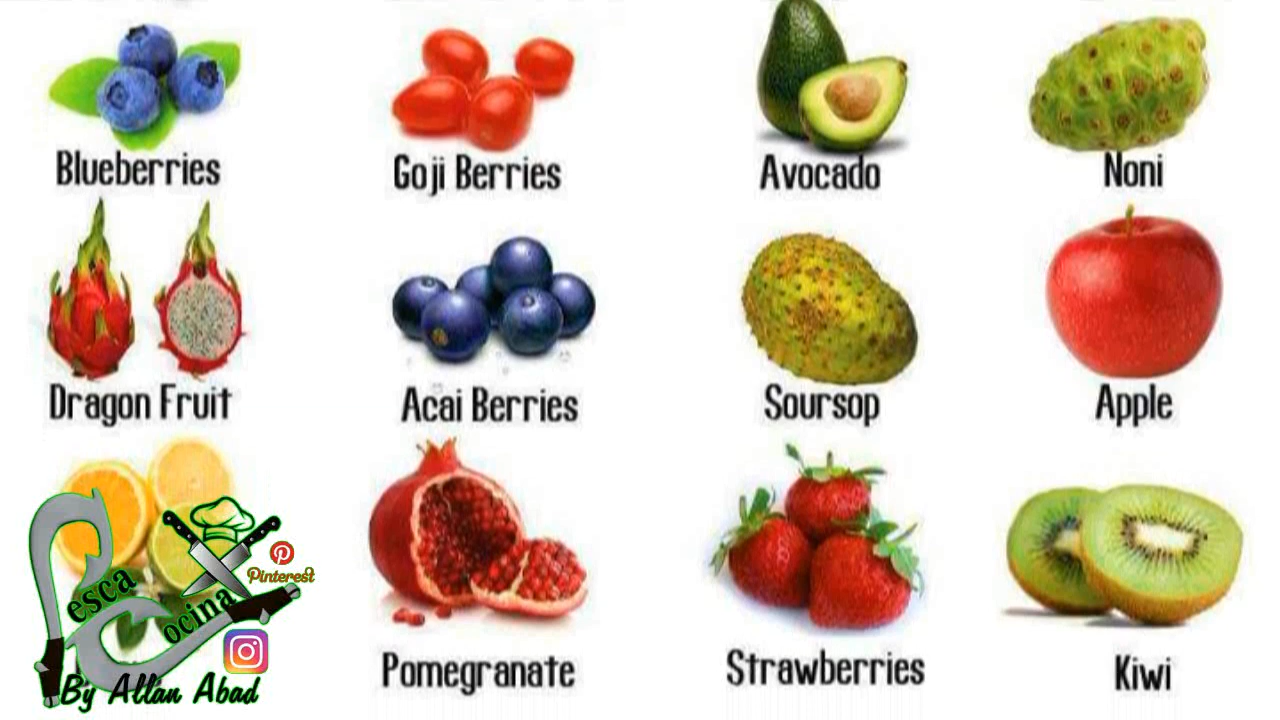 Blueberries
Goji Berries
Avocado
Noni
Dragon Fruit
Acai Berries
Soursop
Apple
Pesca
Cocina
Pinterest
By Allan Abad
Pomegranate
Strawberries
Kiwi